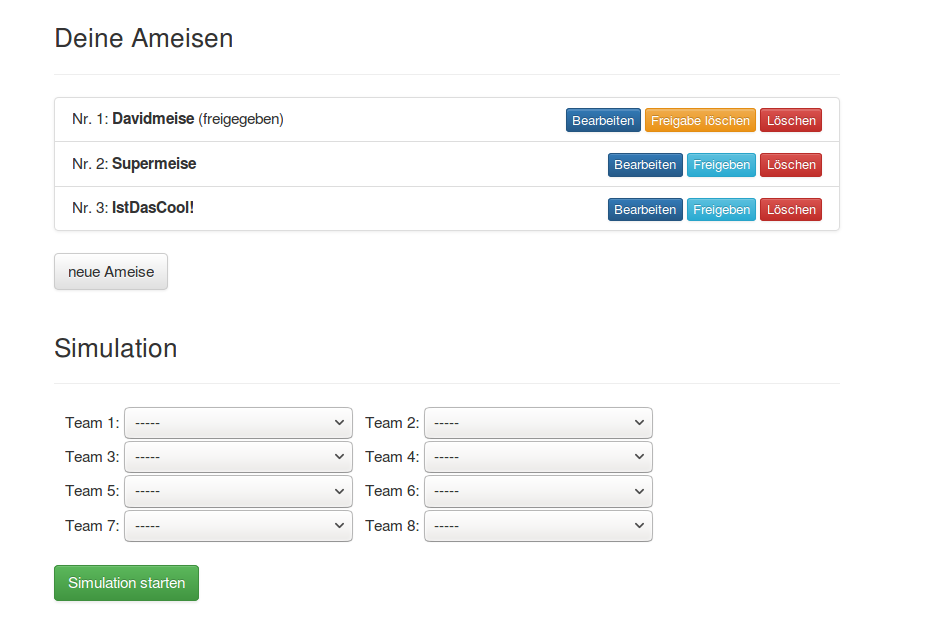 Deine Ameisen
Nr. 1: Davidmeise (freigegeben) Bearbeiten Freigabe löschen Löschen
Nr. 2: Supermeise Bearbeiten Freigeben Löschen
Nr. 3: IstDasCool! Bearbeiten Freigeben Löschen
neue Ameise
Simulation
Team 1: ----- Team 2: -----
Team 3: ----- Team 4: -----
Team 5: ----- Team 6: -----
Team 7: ----- Team 8: -----
Simulation starten